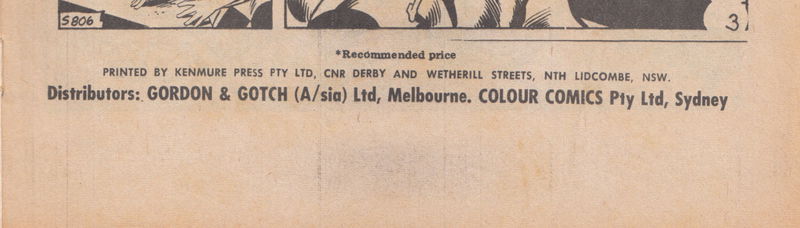 S806
3
*Recommended price
PRINTED BY KENMURE PRESS PTY LTD, CNR DERBY AND WETHERILL STREETS, NTH LIDCOMBE, NSW.
Distributors: GORDON & GOTCH (A/sia) Ltd, Melbourne. COLOUR COMICS Pty Ltd, Sydney